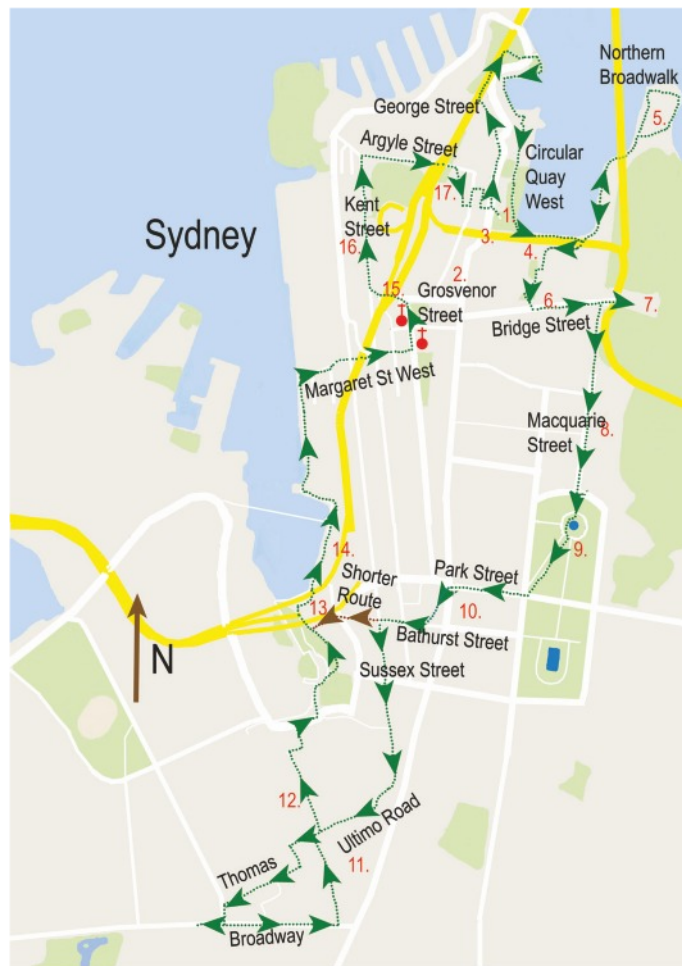 Northern
Broadwalk
5.
George Street
Argyle Street
Circular
Quay
West
17.
1.
Kent
Street
Sydney
3.
4.
16.
2.
15.
Grosvenor
Street
6.
7.
Bridge Street
Margaret St West
Macquarie
Street
8.
14.
9.
Shorter
Route
Park Street
13
10.
Bathurst Street
N
Sussex Street
12.
Ultimo Road
11.
Thomas
Broadway